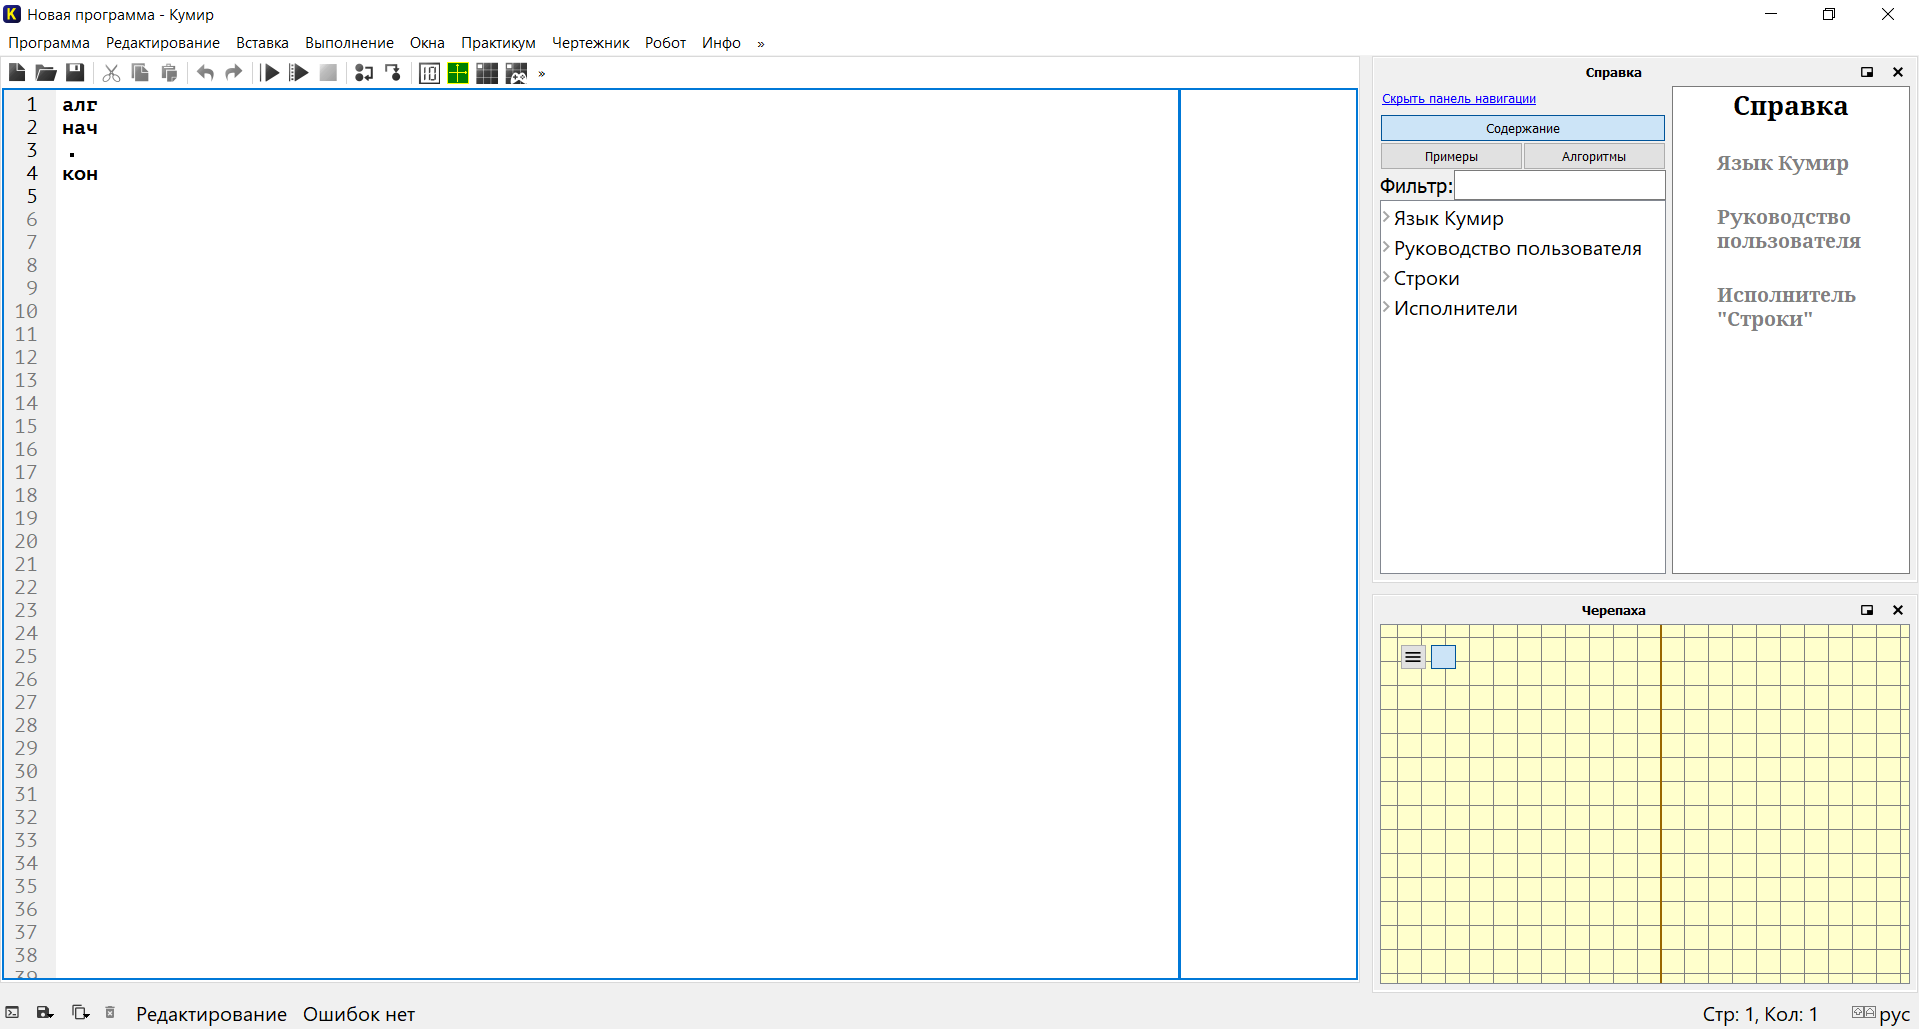 Новая программа - Кумир
Программа Редактирование Вставка Выполнение Окна Практикум Чертежник Робот Инфо »
»
1 алг
2 нач
3 .
4 кон
5
6
7
8
9
10
11
12
13
14
15
16
17
18
19
20
21
22
23
24
25
26
27
28
29
30
31
32
33
34
35
36
37
38
39
Справка
Скрыть панель навигации
Содержание
Примеры Алгоритмы
Фильтр:
Язык Кумир
Руководство пользователя
Строки
Исполнители
Справка
Язык Кумир
Руководство
пользователя
Исполнитель
"Строки"
Черепаха
Редактирование Ошибок нет
Стр: 1, Кол: 1 рус